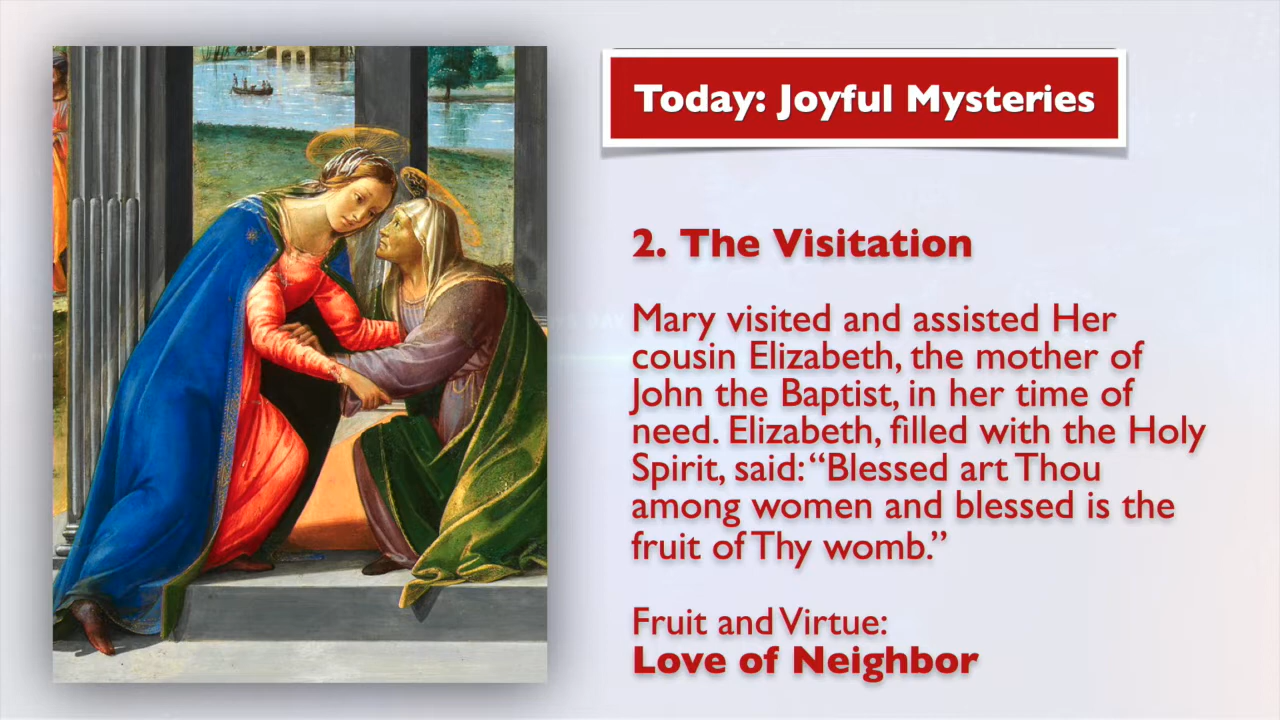 Today: Joyful Mysteries
2. The Visitation
Mary visited and assisted Her
cousin Elizabeth, the mother of
John the Baptist, in her time of
need. Elizabeth, filled with the Holy
Spirit, said: “Blessed art Thou
among women and blessed is the
fruit of Thy womb.”
Fruit and Virtue:
Love of Neighbor